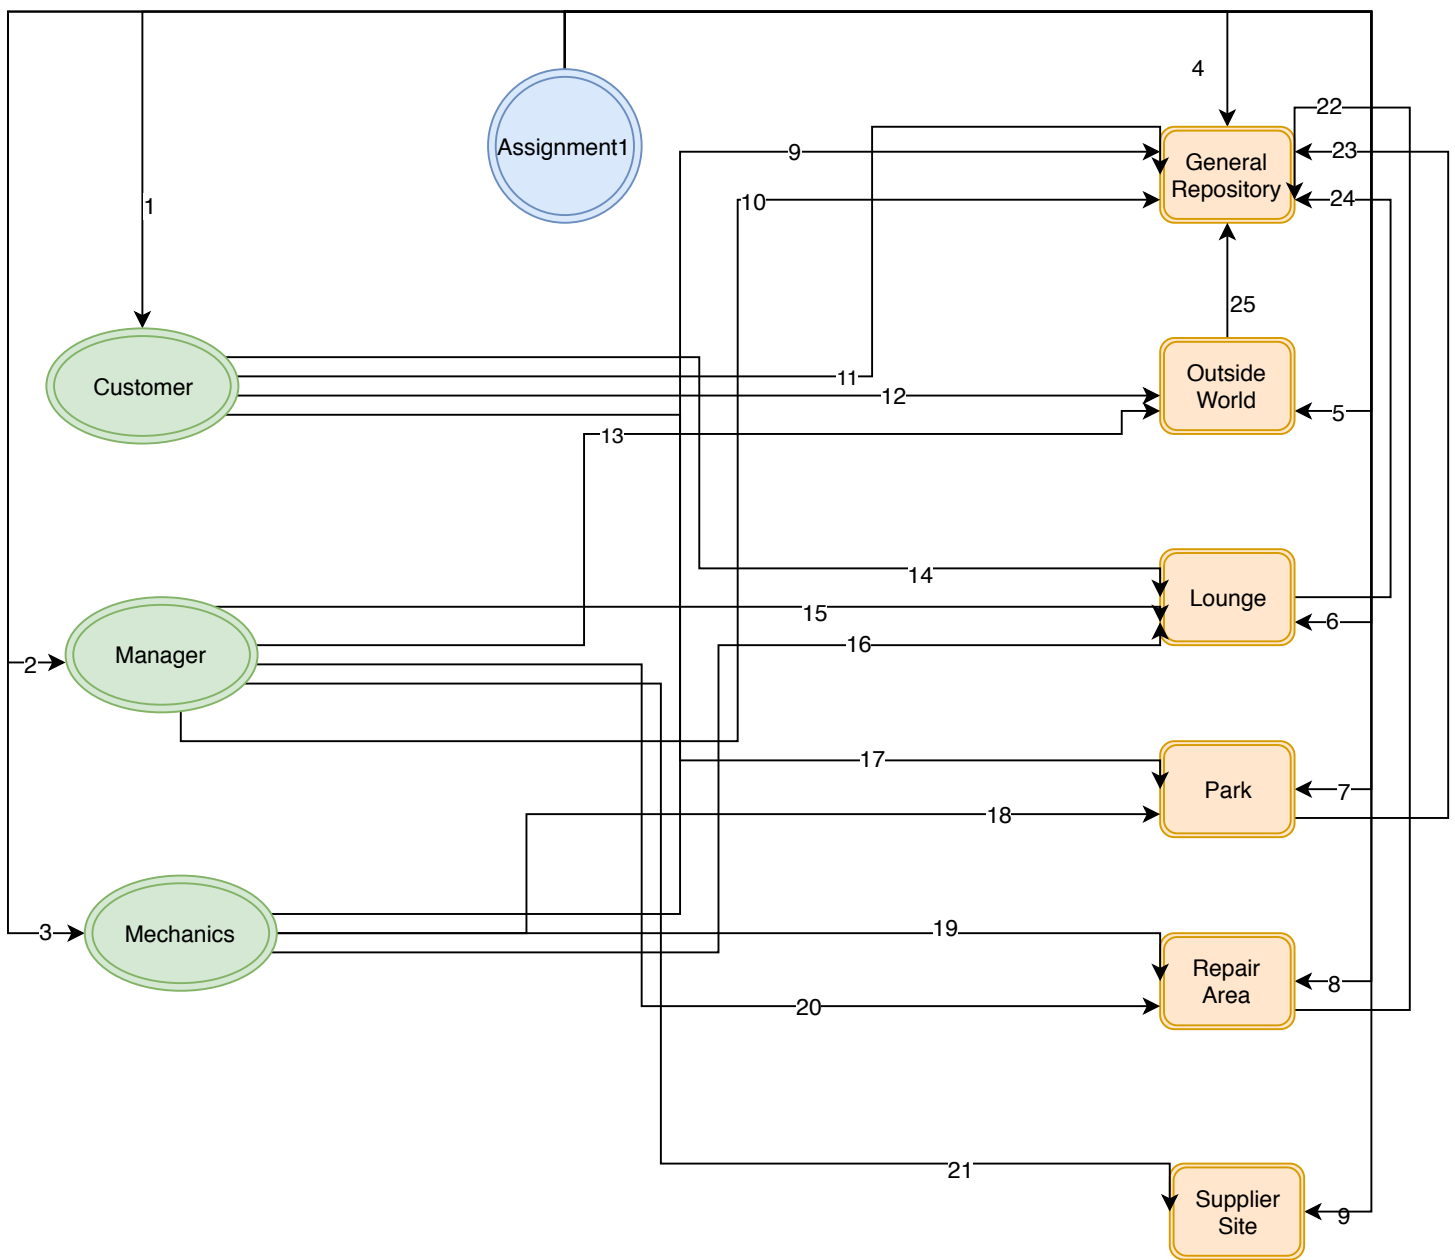 4
22
Assignment1
9
General
Repository
23
10
24
1
25
Customer
11
12
Outside
World
5
13
14
Lounge
15
6
16
Manager
2
17
Park
7
18
Mechanics
3
19
Repair
Area
8
20
21
Supplier
Site
9